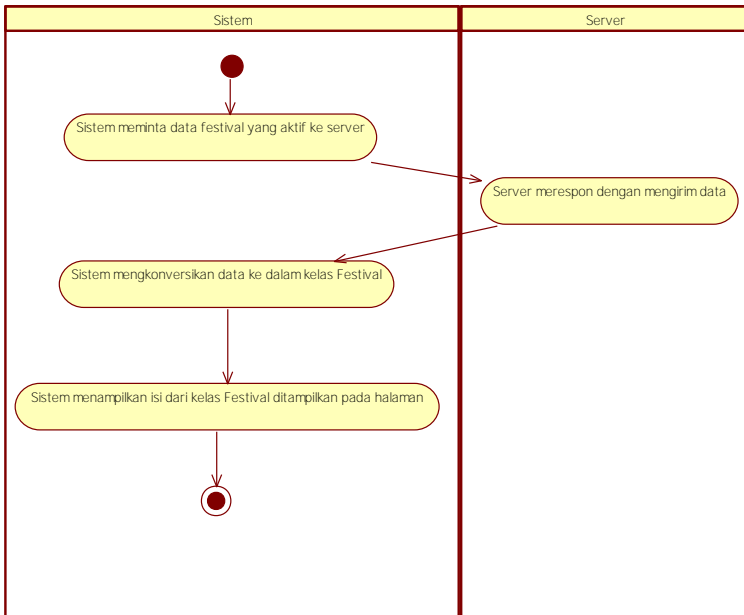 Sistem
Server
Sistem meminta data festival yang aktif ke server
Server merespon dengan mengirim data
Sistem mengkonversikan data ke dalam kelas Festival
Sistem menampilkan isi dari kelas Festival ditampilkan pada halaman